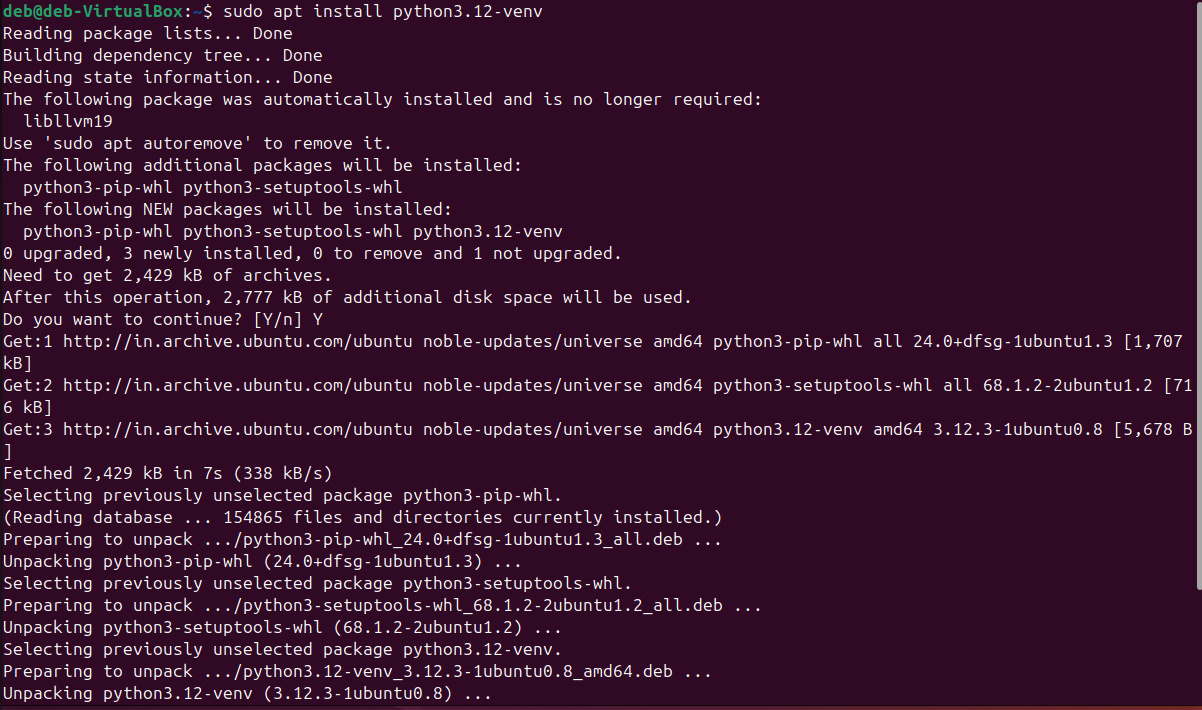 deb@deb-VirtualBox:~$ sudo apt install python3.12-venv
Reading package lists... Done
Building dependency tree... Done
Reading state information... Done
The following package was automatically installed and is no longer required:
  libllvm19
Use 'sudo apt autoremove' to remove it.
The following additional packages will be installed:
  python3-pip-whl python3-setuptools-whl
The following NEW packages will be installed:
  python3-pip-whl python3-setuptools-whl python3.12-venv
0 upgraded, 3 newly installed, 0 to remove and 1 not upgraded.
Need to get 2,429 kB of archives.
After this operation, 2,777 kB of additional disk space will be used.
Do you want to continue? [Y/n] Y
Get:1 http://in.archive.ubuntu.com/ubuntu noble-updates/universe amd64 python3-pip-whl all 24.0+dfsg-1ubuntu1.3 [1,707
kB]
Get:2 http://in.archive.ubuntu.com/ubuntu noble-updates/universe amd64 python3-setuptools-whl all 68.1.2-2ubuntu1.2 [71
6 kB]
Get:3 http://in.archive.ubuntu.com/ubuntu noble-updates/universe amd64 python3.12-venv amd64 3.12.3-1ubuntu0.8 [5,678 B
]
Fetched 2,429 kB in 7s (338 kB/s)
Selecting previously unselected package python3-pip-whl.
(Reading database ... 154865 files and directories currently installed.)
Preparing to unpack .../python3-pip-whl_24.0+dfsg-1ubuntu1.3_all.deb ...
Unpacking python3-pip-whl (24.0+dfsg-1ubuntu1.3) ...
Selecting previously unselected package python3-setuptools-whl.
Preparing to unpack .../python3-setuptools-whl_68.1.2-2ubuntu1.2_all.deb ...
Unpacking python3-setuptools-whl (68.1.2-2ubuntu1.2) ...
Selecting previously unselected package python3.12-venv.
Preparing to unpack .../python3.12-venv_3.12.3-1ubuntu0.8_amd64.deb ...
Unpacking python3.12-venv (3.12.3-1ubuntu0.8) ...